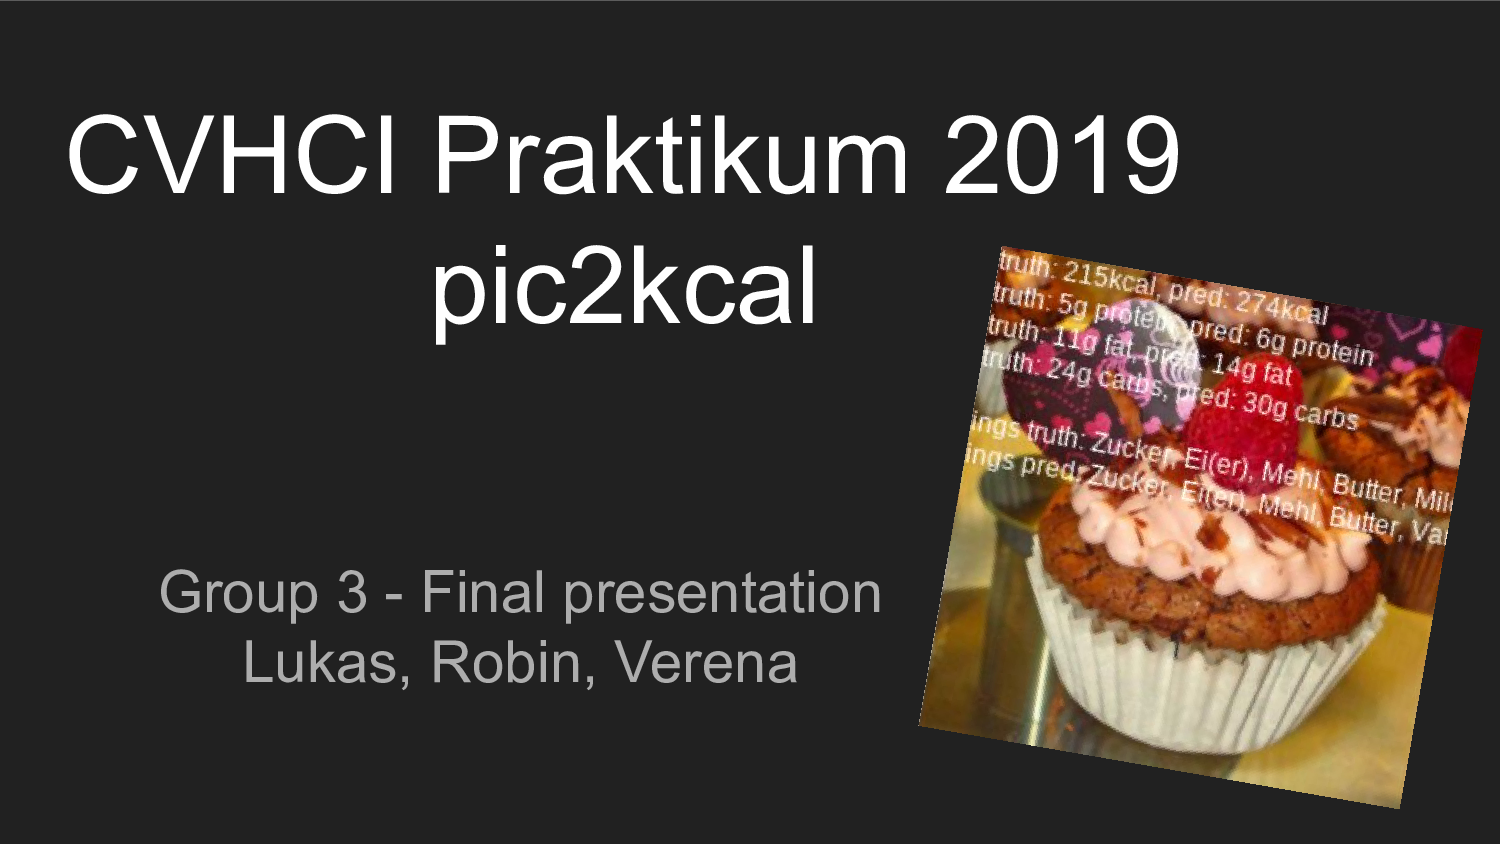 CVHCI Praktikum 2019
pic2kcal
truth: 215kcal, pred: 274kcal
truth: 5g protein, pred: 6g protein
truth: 11g fat, pred: 14g fat
truth: 24g carbs, pred: 30g carbs
ings truth: Zucker, Ei(er), Mehl, Butter,
ings pred: Zucker, Ei(er), Mehl, Butter,
Group 3 - Final presentation
Lukas, Robin, Verena